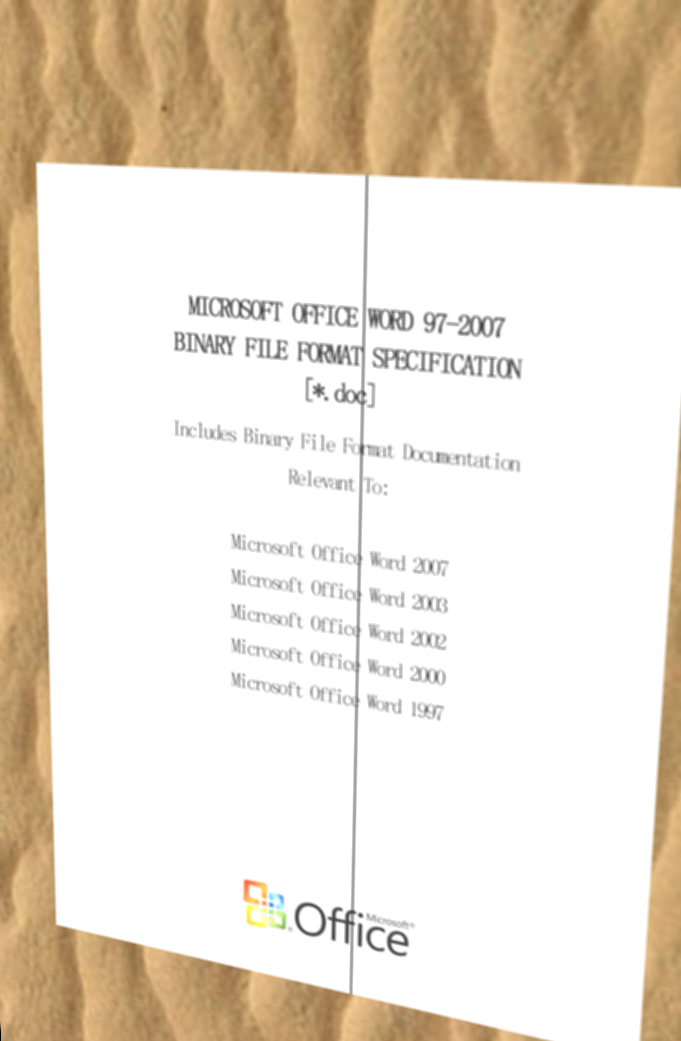 MICROSOFT OFFICE WORD 97-2007
BINARY FILE FORMAT SPECIFICATION
[*.doc]
Includes Binary File Format Documentation
Relevant To:
Microsoft Office Word 2007
Microsoft Office Word 2003
Microsoft Office Word 2002
Microsoft Office Word 2000
Microsoft Office Word 1997
Microsoft™
Office